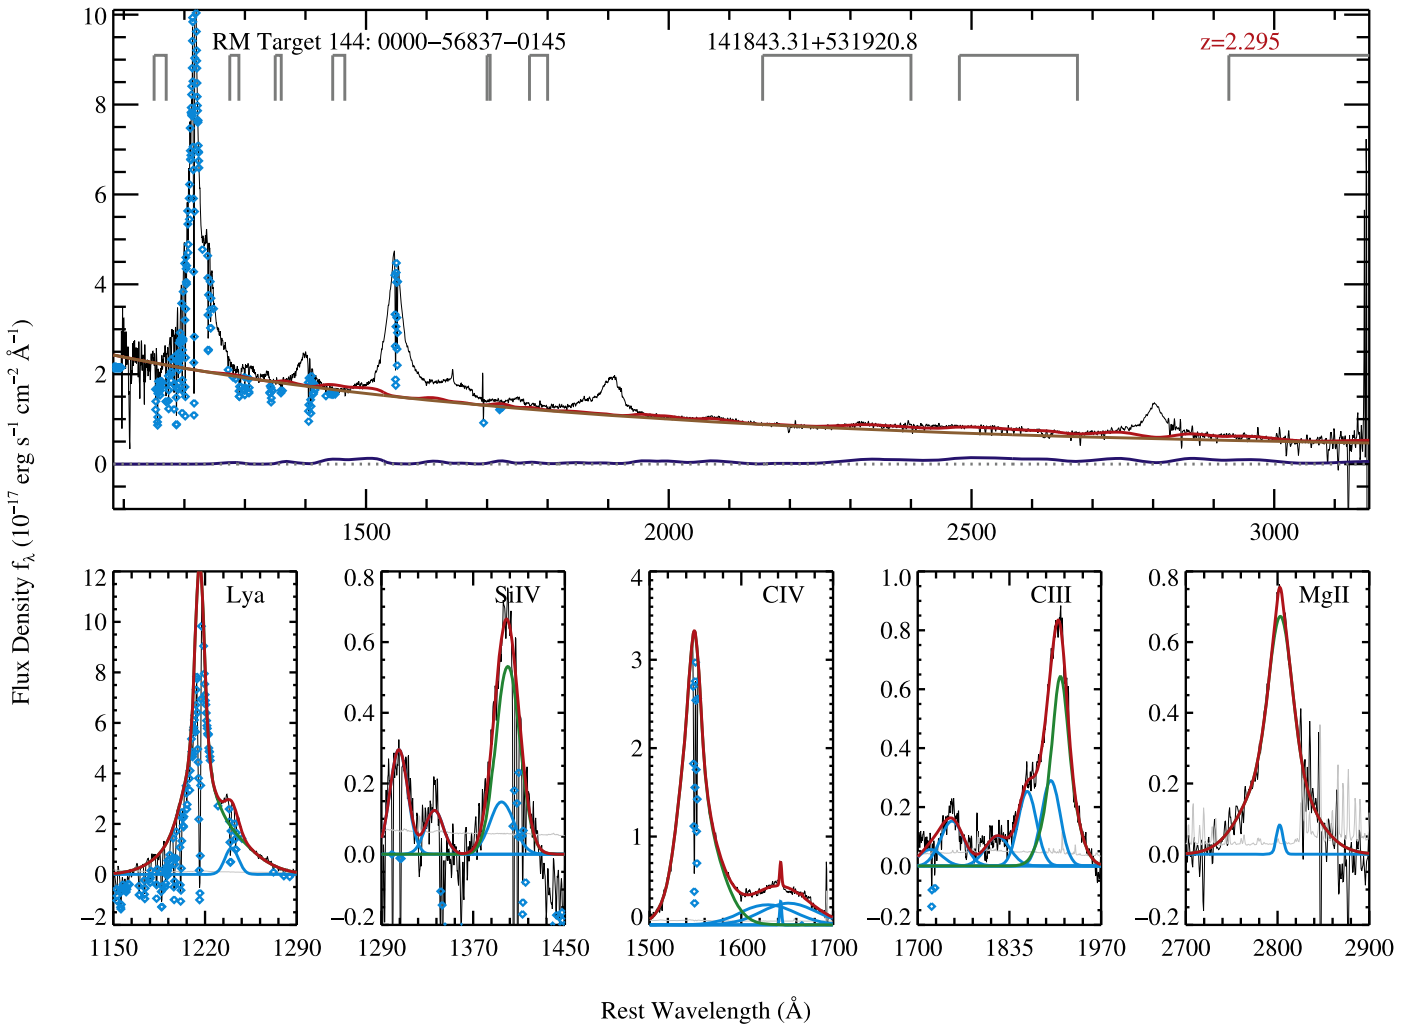 RM Target 144: 0000−56837−0145 141843.31+531920.8 z=2.295
10
8
6
4
2
0
1500 2000 2500 3000
Flux Density fλ (10−17 erg s−1 cm−2 Å−1)
Lya SiIV CIV CIII MgII
12 0.8 4 1.0 0.8
10 0.8
8 0.6 3 0.6
6 0.4 0.6 0.4
4 2 0.4
2 0.2 0.2 0.2
0 0.0 1 0.0 0.0
−2 −0.2 0 −0.2 −0.2
1150 1220 1290 1290 1370 1450 1500 1600 1700 1700 1835 1970 2700 2800 2900
Rest Wavelength (Å)